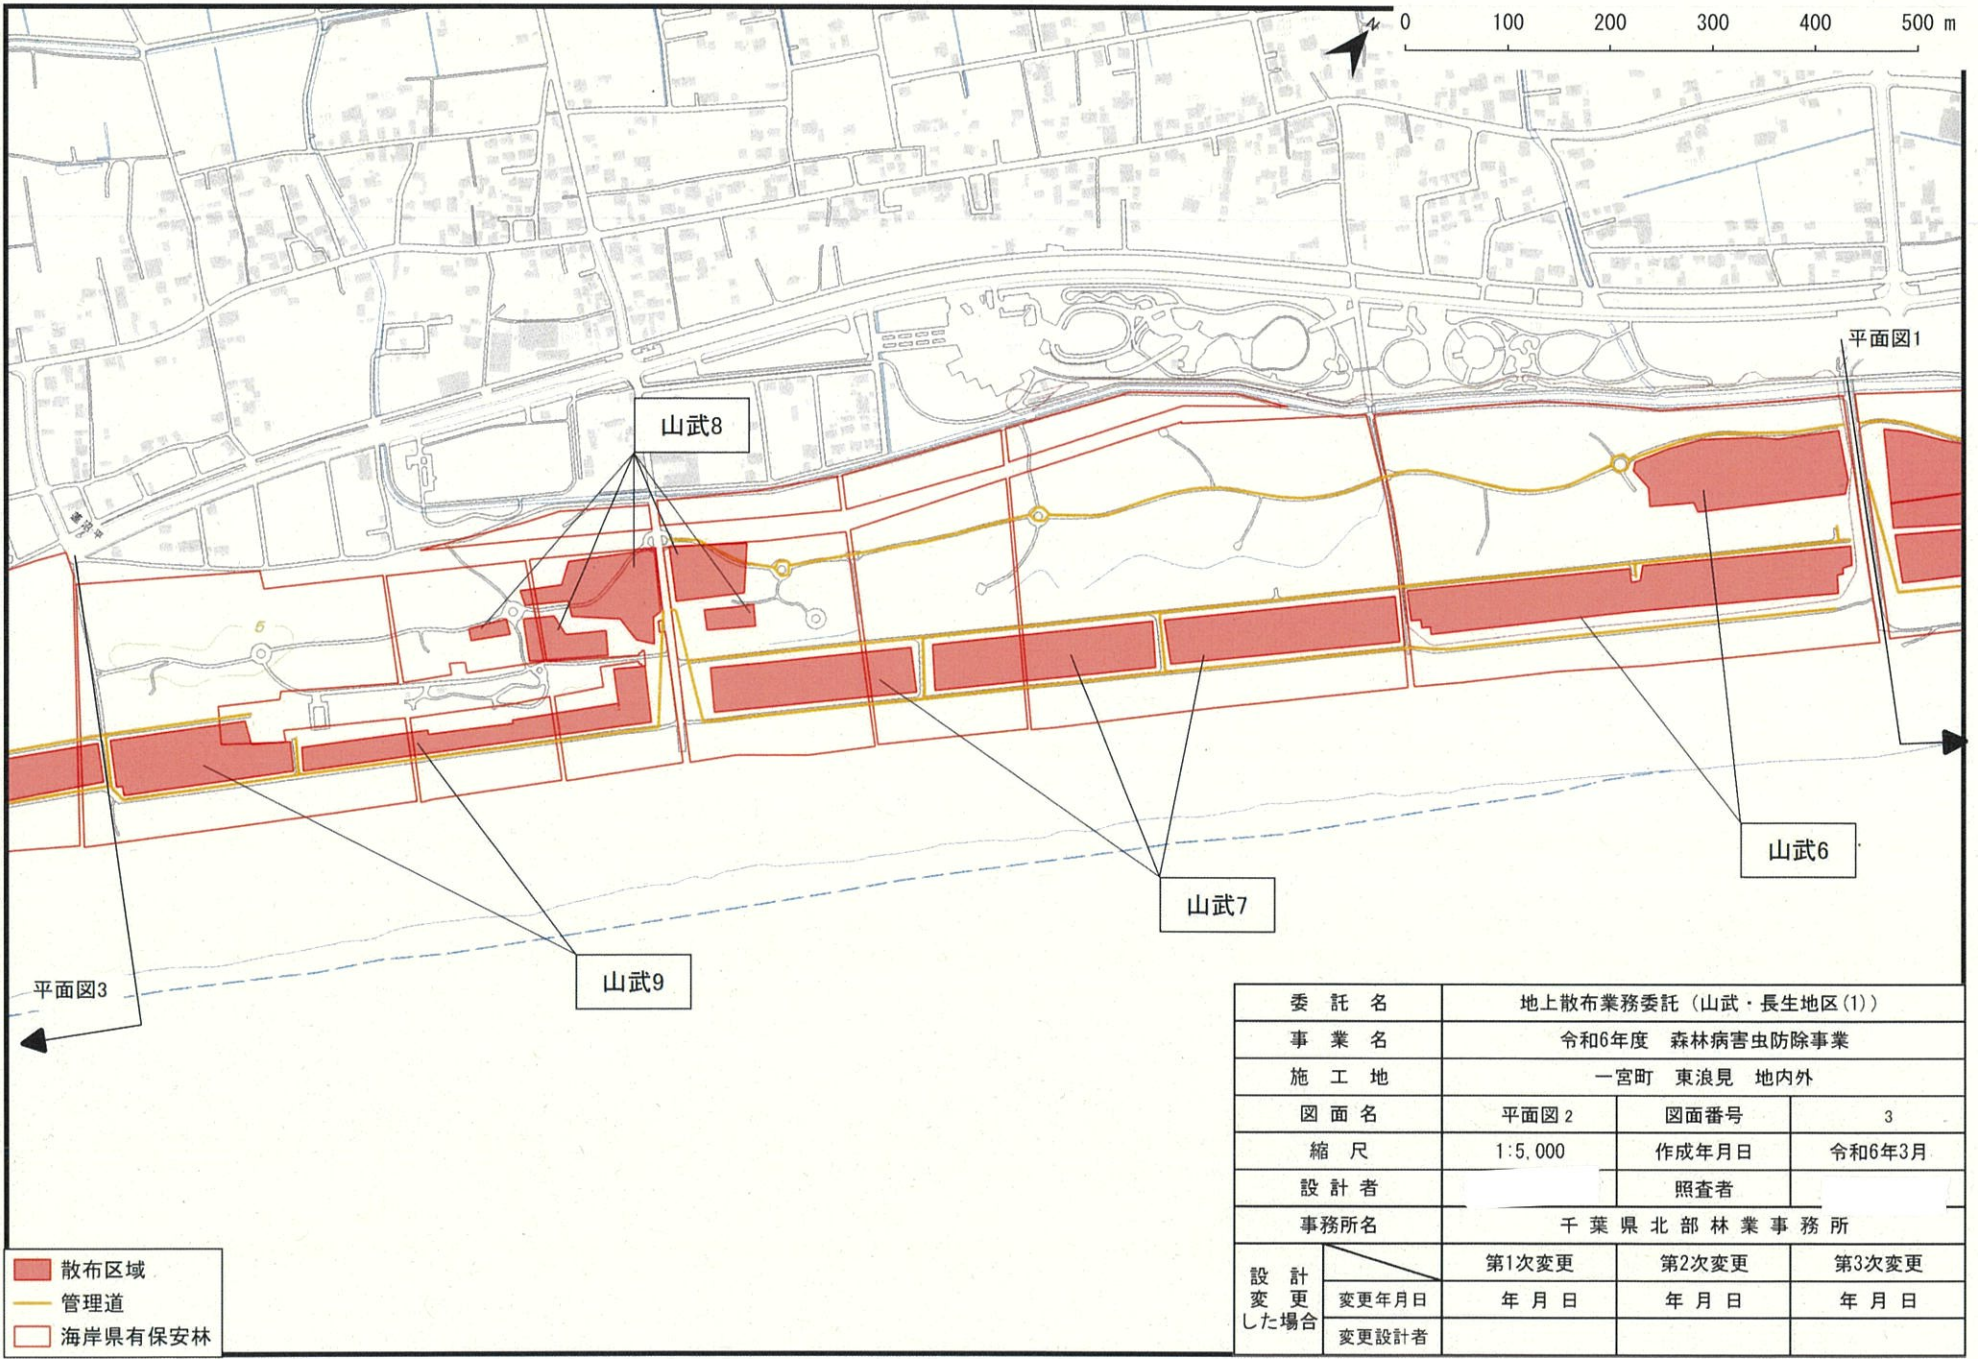 N
0 100 200 300 400 500 m
平面図1
山武8
5
山武6
山武7
山武9
平面図3
委託名 地上散布業務委託（山武・長生地区(1)）
事業名 令和6年度 森林病害虫防除事業
施工地 一宮町 東浪見 地内外
図面名 平面図2 図面番号 3
縮尺 1:5,000 作成年月日 令和6年3月
設計者 照査者
事務所名 千葉県北部林業事務所
設計変更した場合 第1次変更 第2次変更 第3次変更
変更年月日 年月日 年月日 年月日
変更設計者
散布区域
管理道
海岸県有保安林